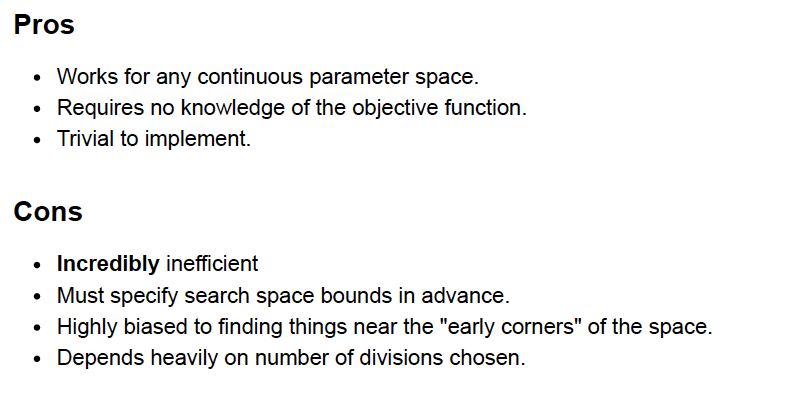 Pros
• Works for any continuous parameter space.
• Requires no knowledge of the objective function.
• Trivial to implement.
Cons
• Incredibly inefficient
• Must specify search space bounds in advance.
• Highly biased to finding things near the "early corners" of the space.
• Depends heavily on number of divisions chosen.